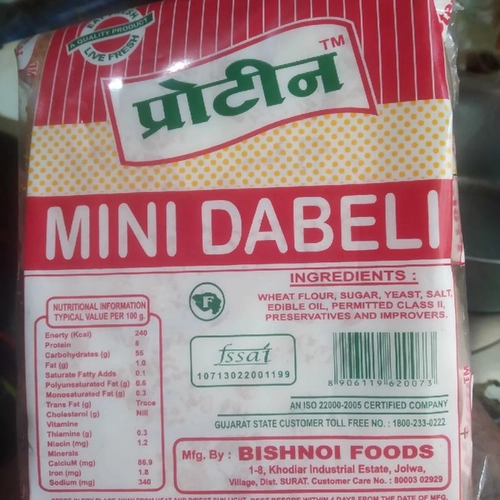 A QUALITY PRODUCT
LIVE FRESH
प्रोटीन TM
MINI DABELI
INGREDIENTS :
WHEAT FLOUR, SUGAR, YEAST, SALT,
EDIBLE OIL, PERMITTED CLASS II,
PRESERVATIVES AND IMPROVERS.
NUTRITIONAL INFORMATION
TYPICAL VALUE PER 100 g.
Enerty (Kcal) 240
Protein 8
Carbohydrates (g) 55
Fat (g) 1.0
Saturate Fatty Adds 0.1
Polyunsaturated Fat (g) 0.6
Monosaturated Fat (g) 0.3
Trans Fat (g) Trace
Cholesterol (g) Nill
Vitamine
Thiamine (g) 0.3
Niacin (mg) 1.2
Minerals
CalciuM (mg) 86.9
Iron (mg) 1.8
Sodium (mg) 340
F
fssai
10713022001199
8 906119 620073
AN ISO 22000-2005 CERTIFIED COMPANY
GUJARAT STATE CUSTOMER TOLL FREE NO. : 1800-233-0222
Mfg. By : BISHNOI FOODS
1-8, Khodiar Industrial Estate, Jolwa,
Village, Dist. SURAT. Customer Care No.: 80003 02929